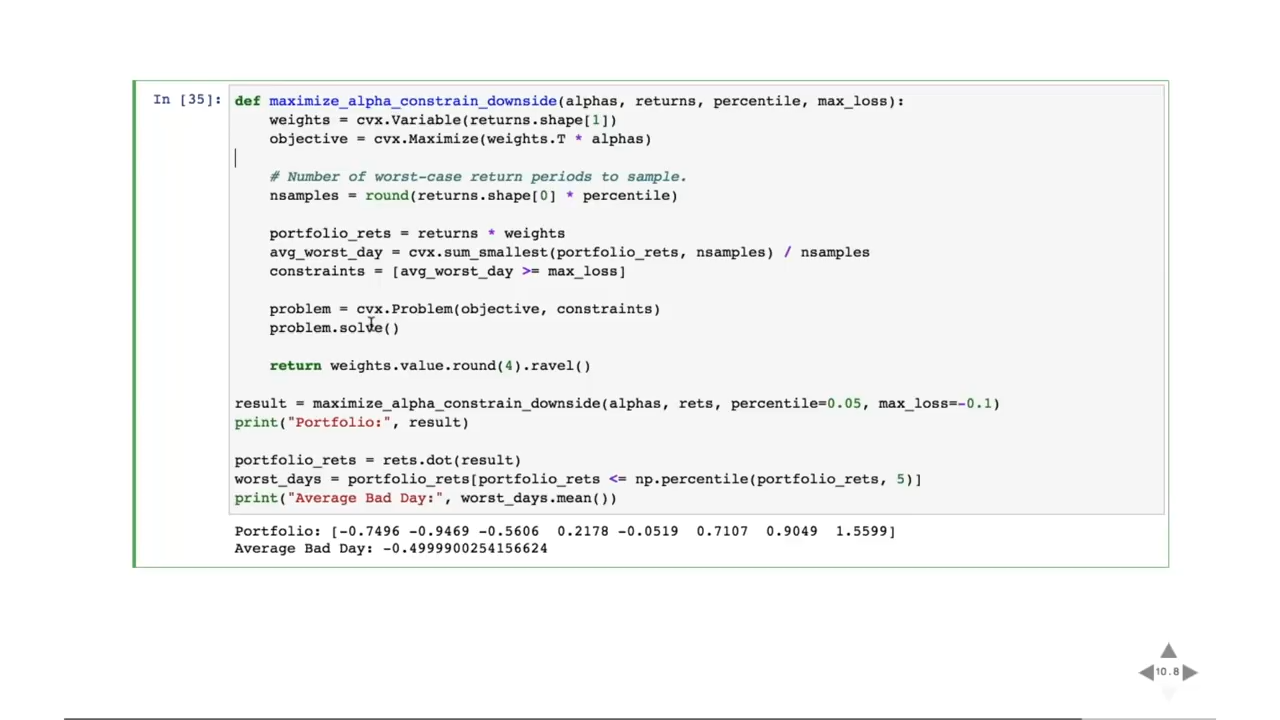 In [35]: def maximize_alpha_constrain_downside(alphas, returns, percentile, max_loss):
    weights = cvx.Variable(returns.shape[1])
    objective = cvx.Maximize(weights.T * alphas)
    # Number of worst-case return periods to sample.
    nsamples = round(returns.shape[0] * percentile)
    portfolio_rets = returns * weights
    avg_worst_day = cvx.sum_smallest(portfolio_rets, nsamples) / nsamples
    constraints = [avg_worst_day >= max_loss]
    problem = cvx.Problem(objective, constraints)
    problem.solve()
    return weights.value.round(4).ravel()
result = maximize_alpha_constrain_downside(alphas, rets, percentile=0.05, max_loss=-0.1)
print("Portfolio:", result)
portfolio_rets = rets.dot(result)
worst_days = portfolio_rets[portfolio_rets <= np.percentile(portfolio_rets, 5)]
print("Average Bad Day:", worst_days.mean())
Portfolio: [-0.7496 -0.9469 -0.5606  0.2178 -0.0519  0.7107  0.9049  1.5599]
Average Bad Day: -0.4999900254156624
10.8